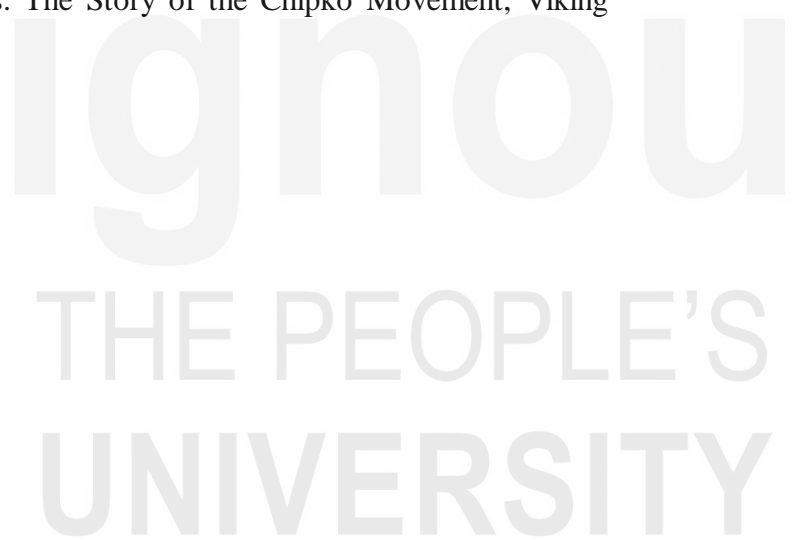 s. The Story of the Chipko Movement, Viking
ignou
THE PEOPLE'S
UNIVERSITY